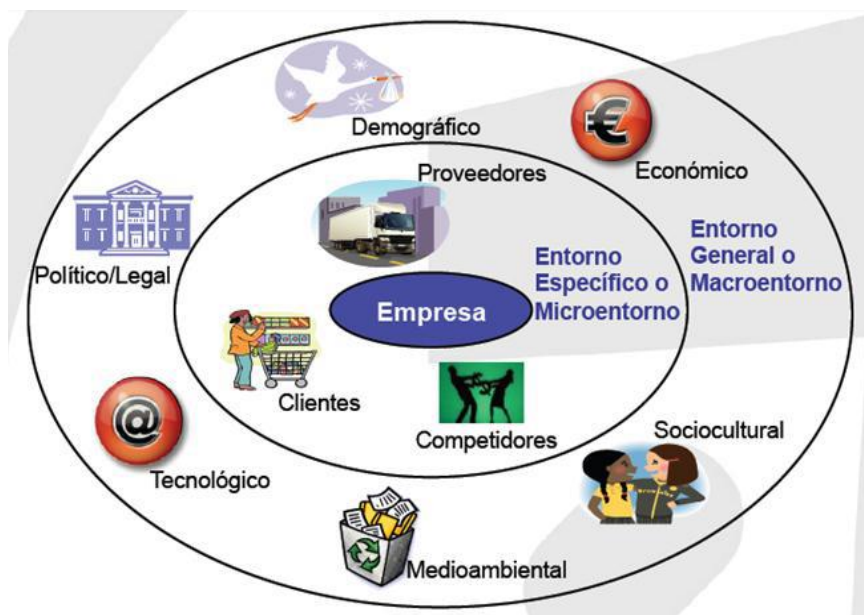 Demográfico
Proveedores
Económico
Político/Legal
Entorno
Específico o
Microentorno
Entorno
General o
Macroentorno
Empresa
Clientes
Competidores
Sociocultural
@
Tecnológico
Medioambiental
€